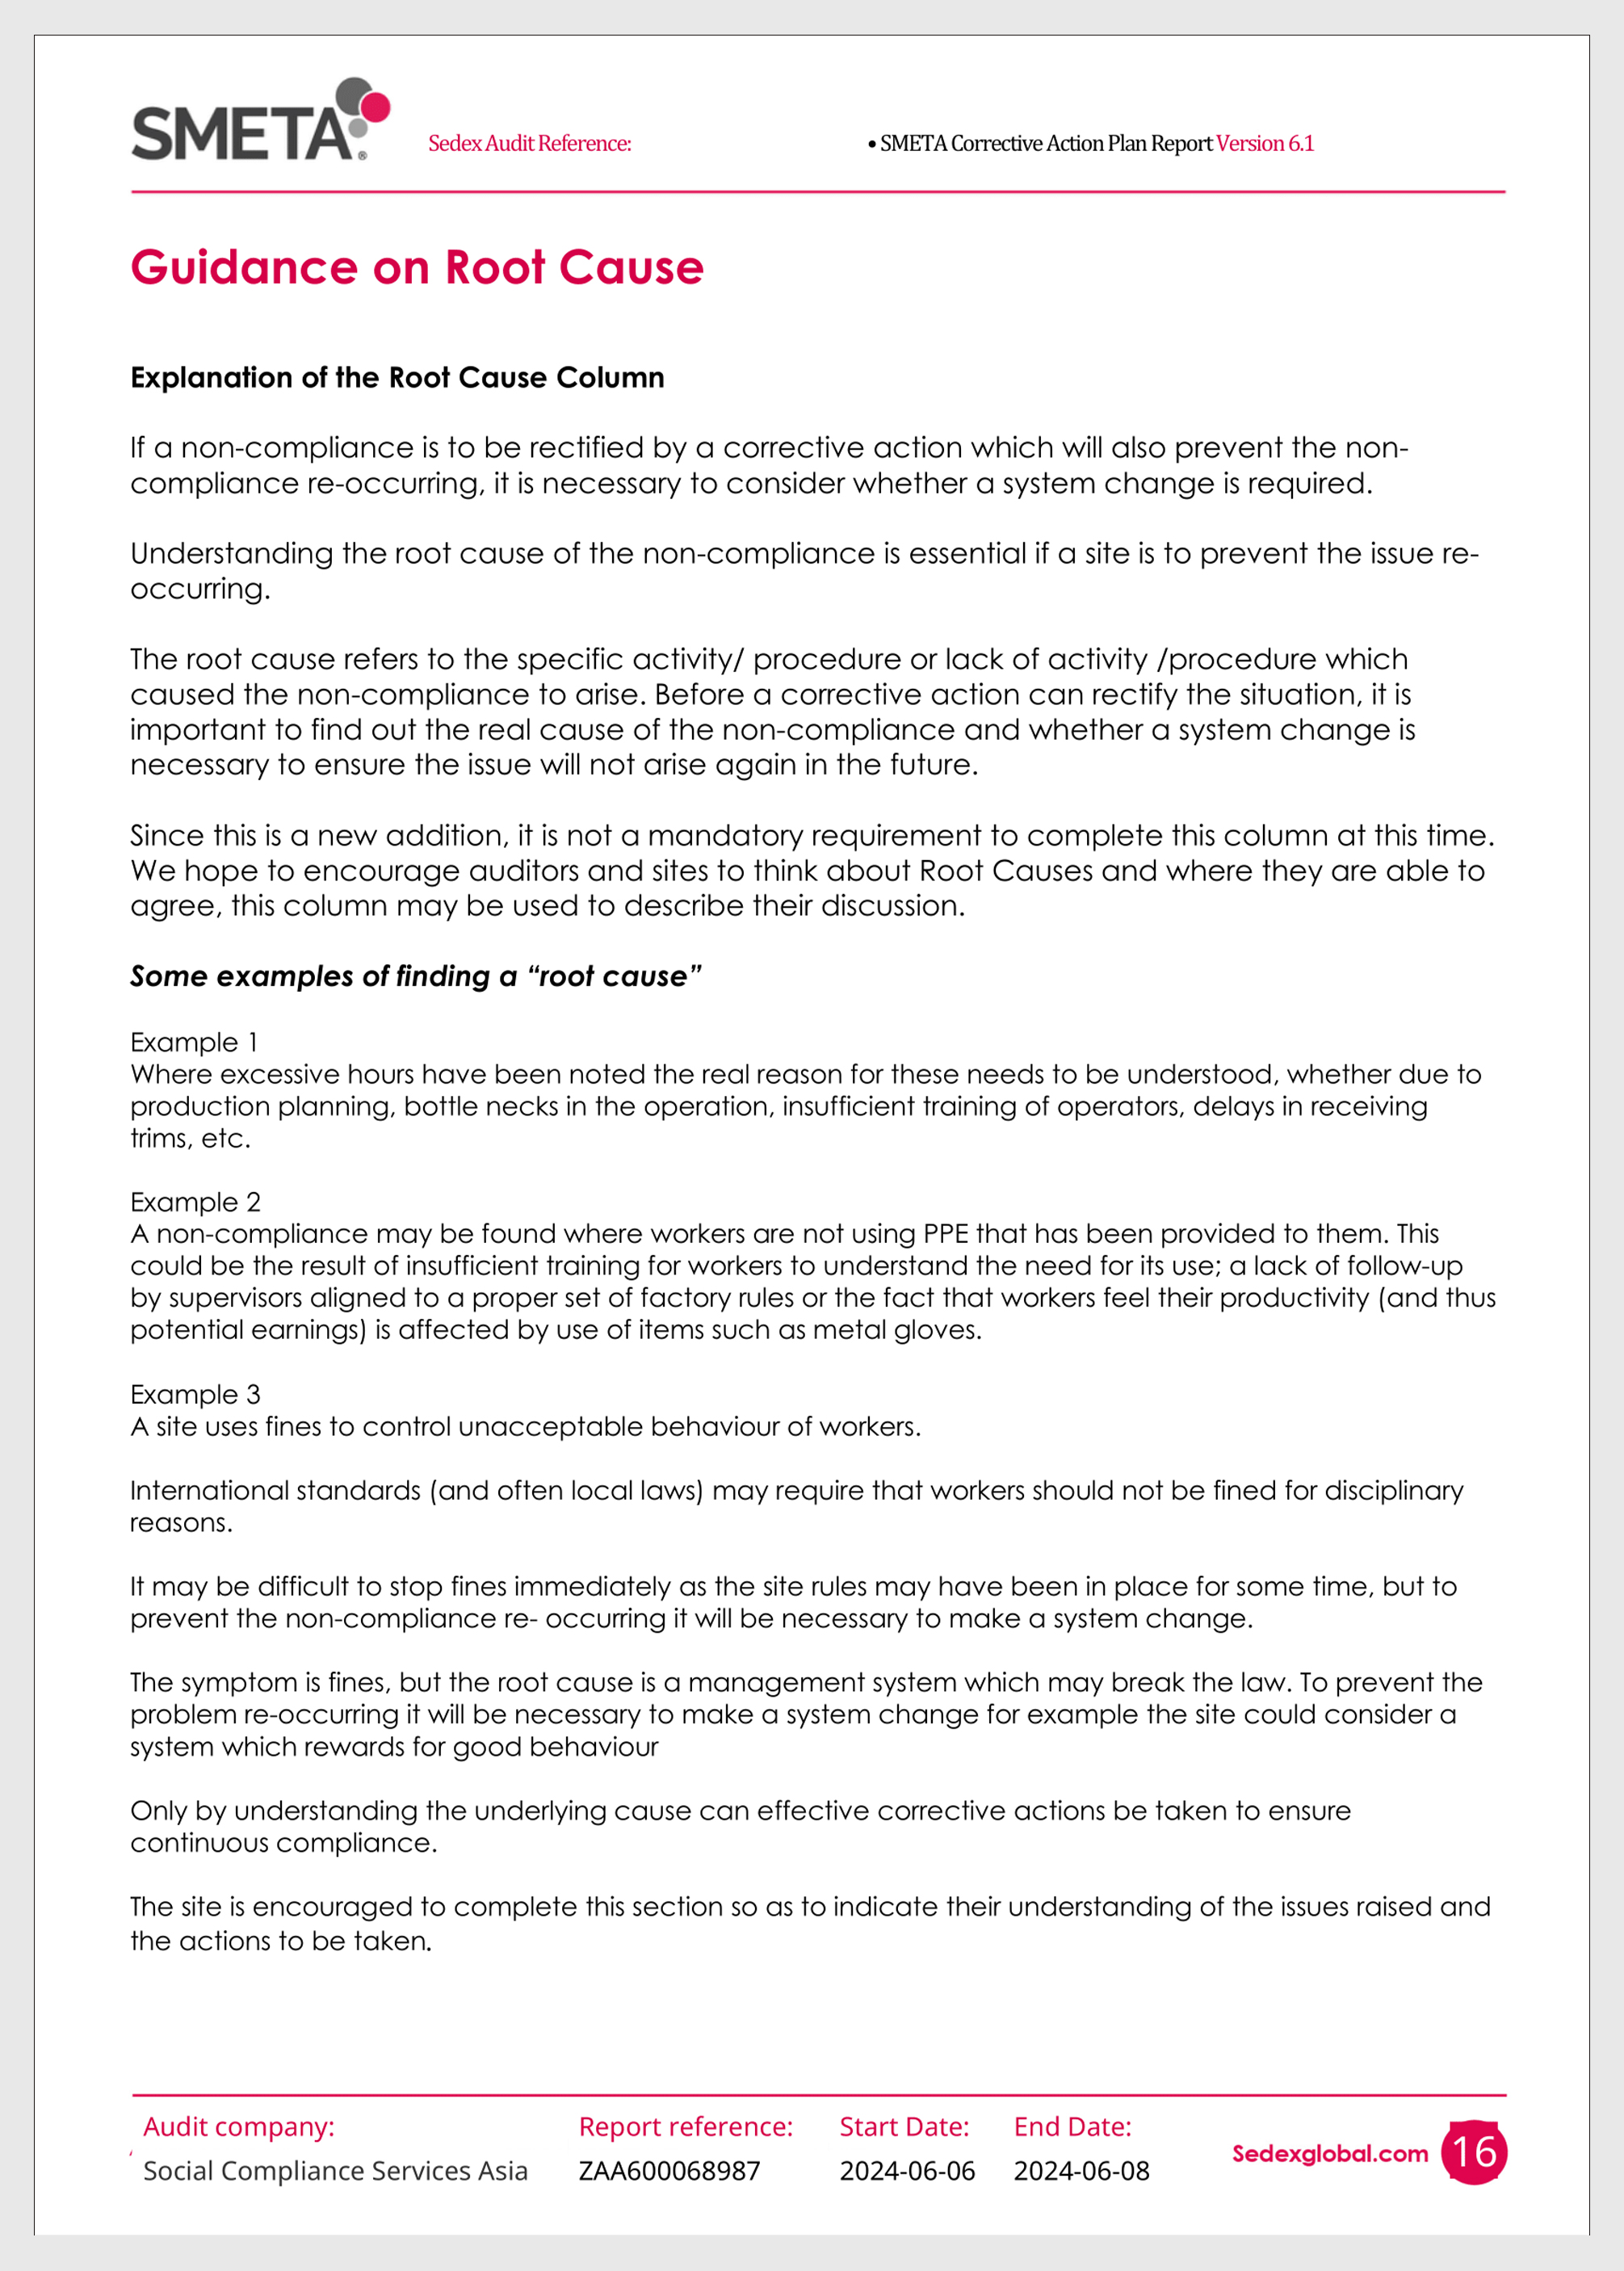 SMETA®
Sedex Audit Reference:
• SMETA Corrective Action Plan Report Version 6.1
Guidance on Root Cause
Explanation of the Root Cause Column
If a non-compliance is to be rectified by a corrective action which will also prevent the non-
compliance re-occurring, it is necessary to consider whether a system change is required.
Understanding the root cause of the non-compliance is essential if a site is to prevent the issue re-
occurring.
The root cause refers to the specific activity/ procedure or lack of activity /procedure which
caused the non-compliance to arise. Before a corrective action can rectify the situation, it is
important to find out the real cause of the non-compliance and whether a system change is
necessary to ensure the issue will not arise again in the future.
Since this is a new addition, it is not a mandatory requirement to complete this column at this time.
We hope to encourage auditors and sites to think about Root Causes and where they are able to
agree, this column may be used to describe their discussion.
Some examples of finding a “root cause”
Example 1
Where excessive hours have been noted the real reason for these needs to be understood, whether due to
production planning, bottle necks in the operation, insufficient training of operators, delays in receiving
trims, etc.
Example 2
A non-compliance may be found where workers are not using PPE that has been provided to them. This
could be the result of insufficient training for workers to understand the need for its use; a lack of follow-up
by supervisors aligned to a proper set of factory rules or the fact that workers feel their productivity (and thus
potential earnings) is affected by use of items such as metal gloves.
Example 3
A site uses fines to control unacceptable behaviour of workers.
International standards (and often local laws) may require that workers should not be fined for disciplinary
reasons.
It may be difficult to stop fines immediately as the site rules may have been in place for some time, but to
prevent the non-compliance re- occurring it will be necessary to make a system change.
The symptom is fines, but the root cause is a management system which may break the law. To prevent the
problem re-occurring it will be necessary to make a system change for example the site could consider a
system which rewards for good behaviour
Only by understanding the underlying cause can effective corrective actions be taken to ensure
continuous compliance.
The site is encouraged to complete this section so as to indicate their understanding of the issues raised and
the actions to be taken.
Audit company: Report reference: Start Date: End Date:
Social Compliance Services Asia ZAA600068987 2024-06-06 2024-06-08
Sedexglobal.com 16